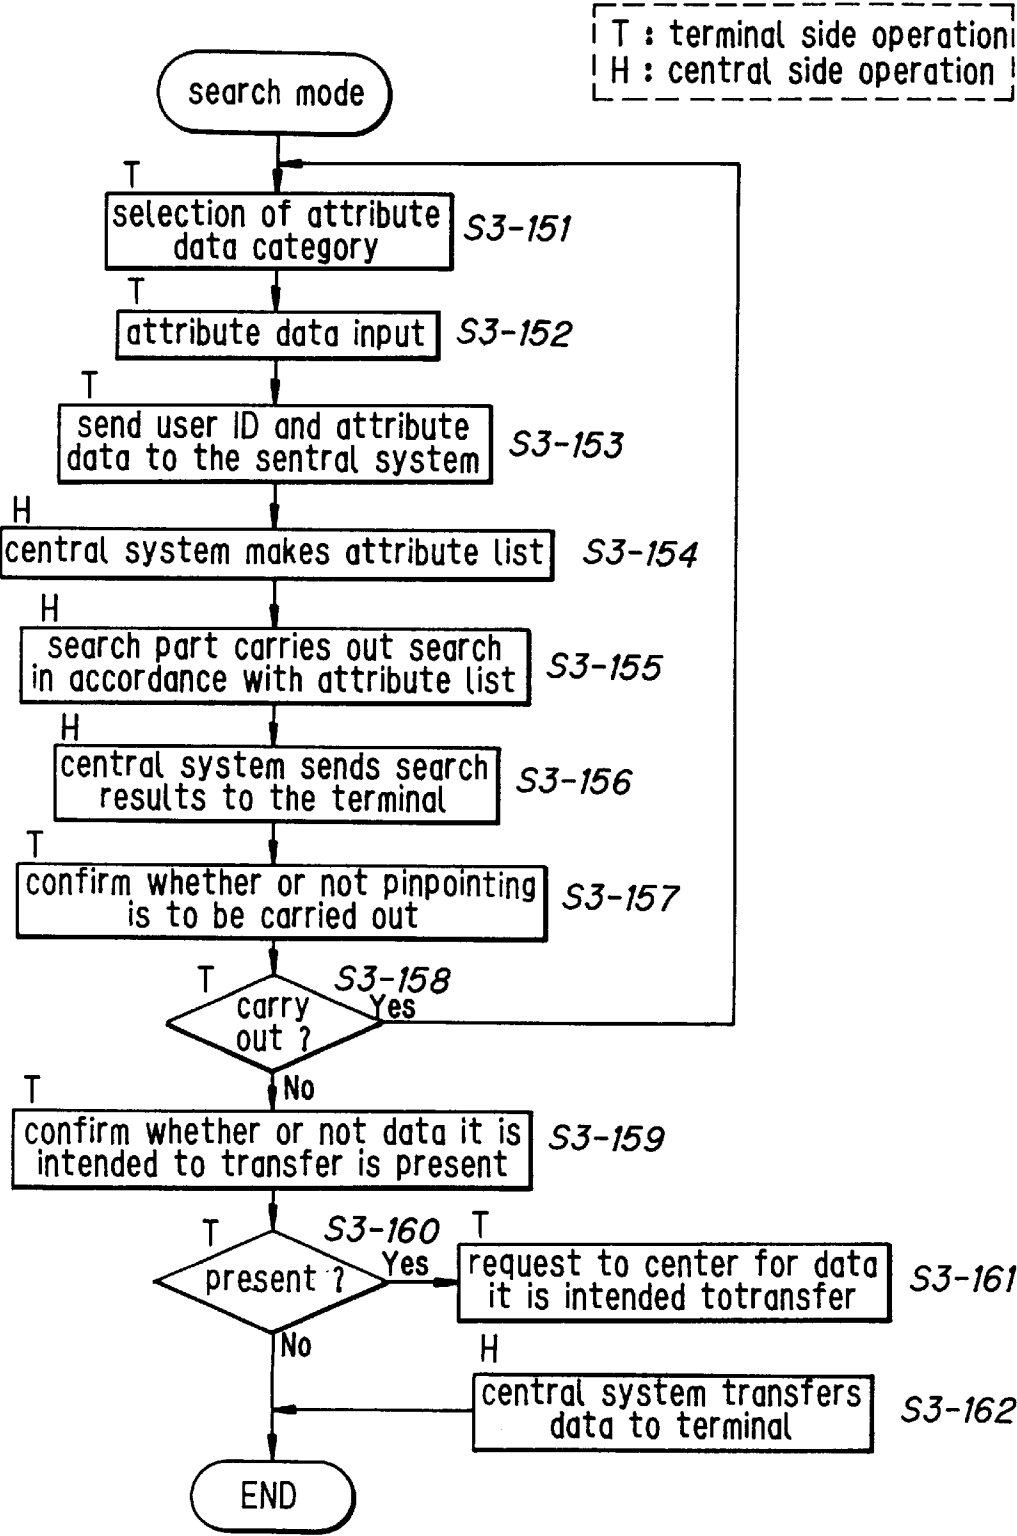 T : terminal side operation
H : central side operation
search mode
T
selection of attribute
data category
S3-151
T
attribute data input
S3-152
T
send user ID and attribute
data to the sentral system
S3-153
H
central system makes attribute list
S3-154
H
search part carries out search
in accordance with attribute list
S3-155
H
central system sends search
results to the terminal
S3-156
T
confirm whether or not pinpointing
is to be carried out
S3-157
T
S3-158
carry
out ?
Yes
No
T
confirm whether or not data it is
intended to transfer is present
S3-159
T
S3-160
present ?
Yes
T
request to center for data
it is intended totransfer
S3-161
No
H
central system transfers
data to terminal
S3-162
END